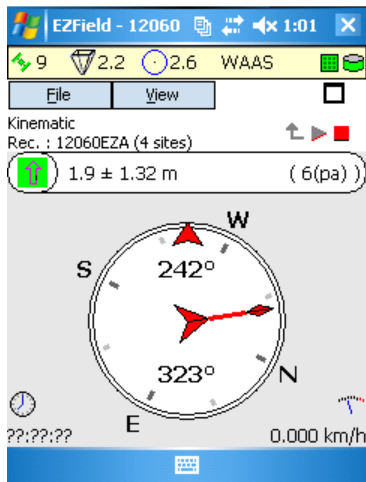 EZField - 12060 1:01
9 2.2 2.6 WAAS
File View
Kinematic
Rec. : 12060EZA (4 sites)
1.9 ± 1.32 m ( 6(pa) )
W
S 242°
323° N
E
??:??:?? 0.000 km/h